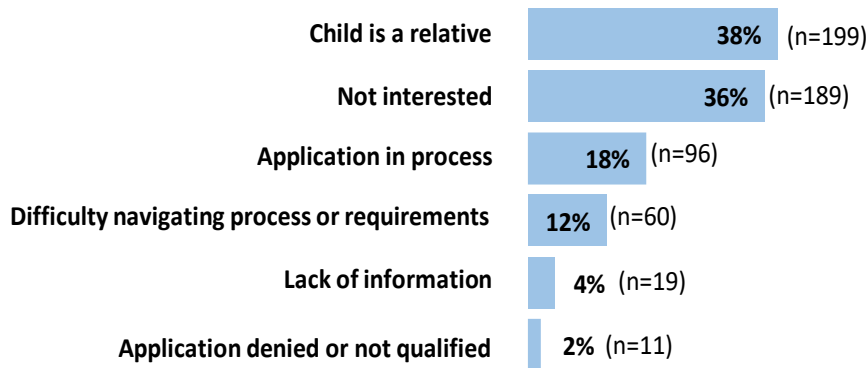 Child is a relative 38% (n=199)
Not interested 36% (n=189)
Application in process 18% (n=96)
Difficulty navigating process or requirements 12% (n=60)
Lack of information 4% (n=19)
Application denied or not qualified 2% (n=11)